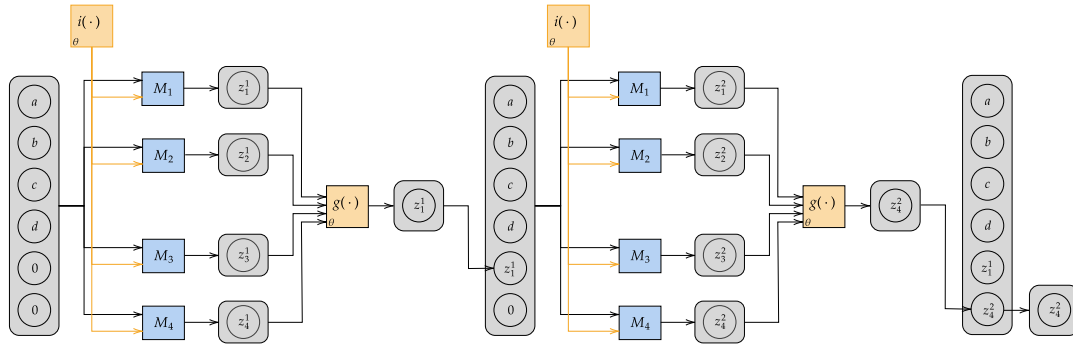 i(·)
θ
a
b
c
d
0
0
M₁
M₂
M₃
M₄
z₁¹
z₂¹
z₃¹
z₄¹
g(·)
θ
z₁¹
a
b
c
d
z₁¹
0
i(·)
θ
M₁
M₂
M₃
M₄
z₁²
z₂²
z₃²
z₄²
g(·)
θ
z₄²
a
b
c
d
z₁¹
z₄²
z₄²